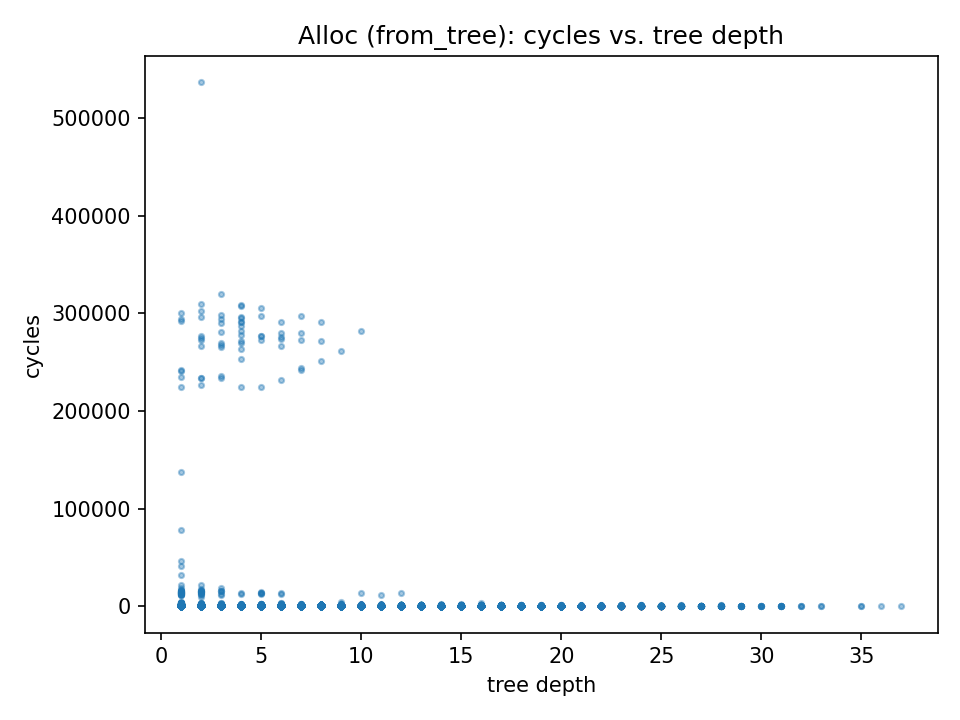 Alloc (from_tree): cycles vs. tree depth
500000
400000
300000
200000
100000
0
cycles
0 5 10 15 20 25 30 35
tree depth